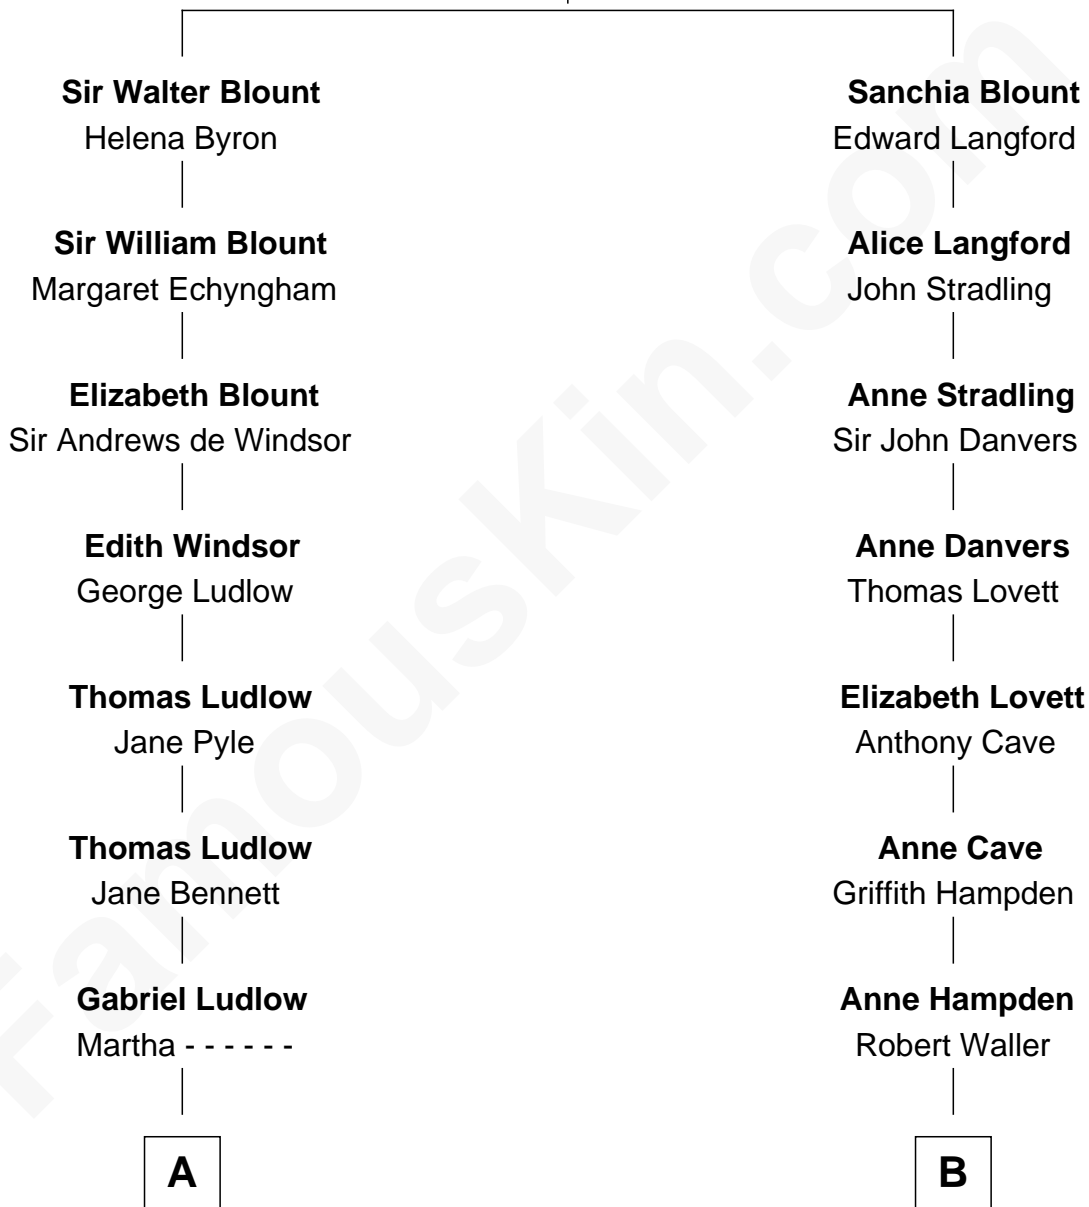 Sir Walter Blount
Helena Byron
Sir William Blount
Margaret Echyngham
Elizabeth Blount
Sir Andrews de Windsor
Edith Windsor
George Ludlow
Thomas Ludlow
Jane Pyle
Thomas Ludlow
Jane Bennett
Gabriel Ludlow
Martha - - - - - -
A
Sanchia Blount
Edward Langford
Alice Langford
John Stradling
Anne Stradling
Sir John Danvers
Anne Danvers
Thomas Lovett
Elizabeth Lovett
Anthony Cave
Anne Cave
Griffith Hampden
Anne Hampden
Robert Waller
B
FamousKin.com